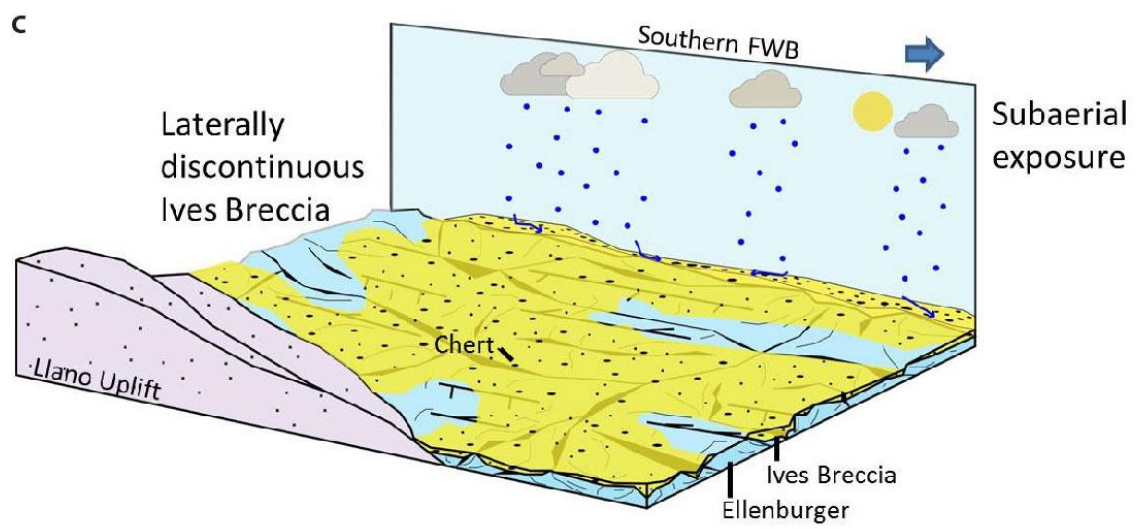 C
Southern FWB
Laterally
discontinuous
Ives Breccia
Subaerial
exposure
Chert
Llano Uplift
Ives Breccia
Ellenburger